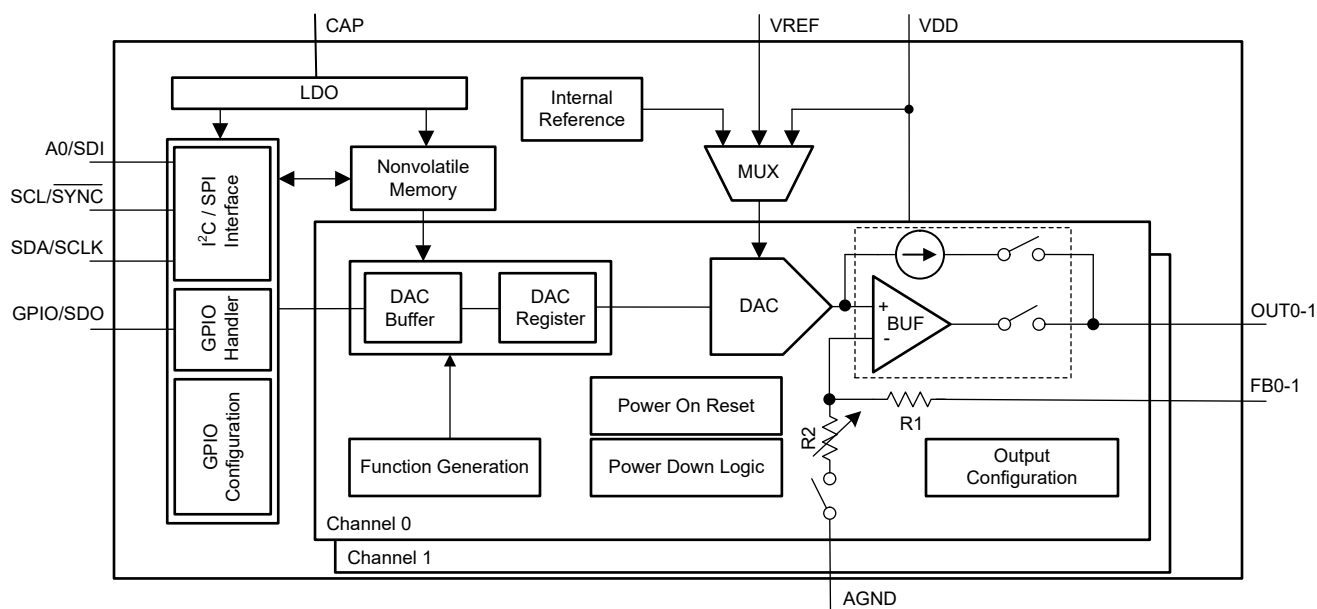 CAP
VREF
VDD
LDO
Internal
Reference
A0/SDI
SCL/SYNC
SDA/SCLK
GPIO/SDO
I²C / SPI
Interface
GPIO
Handler
GPIO
Configuration
Nonvolatile
Memory
MUX
DAC
Buffer
DAC
Register
DAC
+
BUF
-
OUT0-1
FB0-1
R1
R2
Function Generation
Power On Reset
Power Down Logic
Output
Configuration
Channel 0
Channel 1
AGND